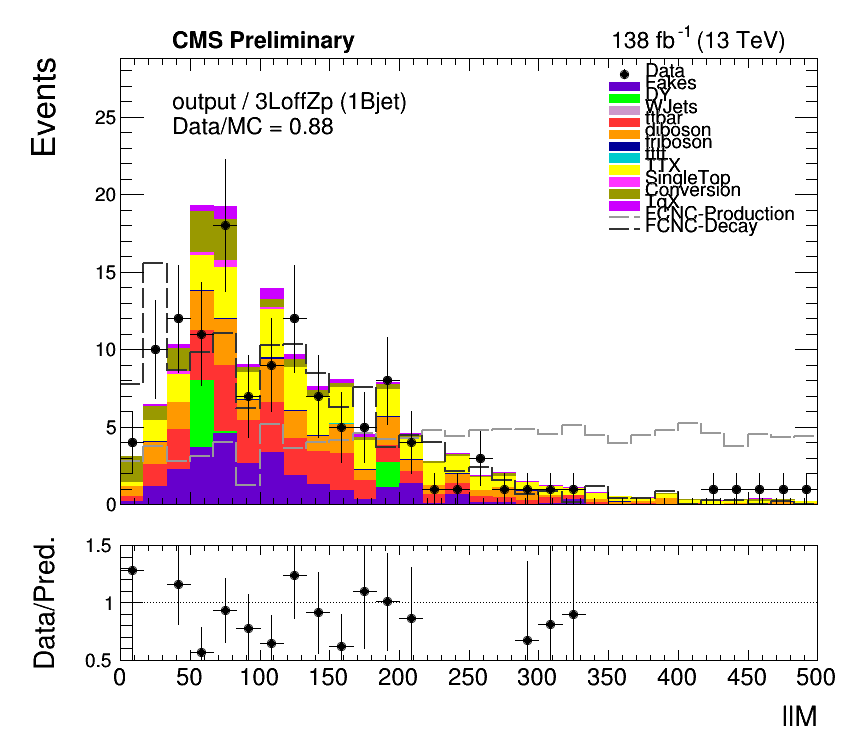 CMS Preliminary
138 fb-1 (13 TeV)
Events
output / 3LoffZp (1Bjet)
Data/MC = 0.88
Data
Fakes
DY
WJets
ttbar
diboson
triboson
tttt
TTX
SingleTop
Conversion
TqX
FCNC-Production
FCNC-Decay
25
20
15
10
5
0
Data/Pred.
1.5
1
0.5
0 50 100 150 200 250 300 350 400 450 500
llM